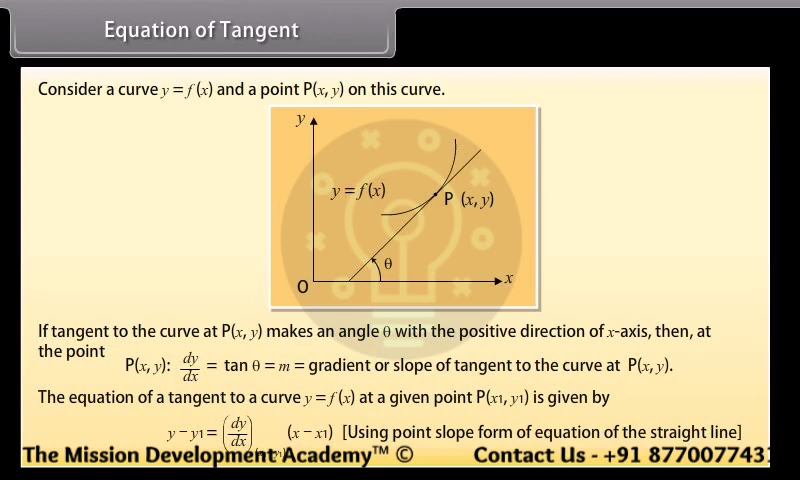 Equation of Tangent
Consider a curve y = f (x) and a point P(x, y) on this curve.
y
y = f (x)
P (x, y)
θ
O
x
If tangent to the curve at P(x, y) makes an angle θ with the positive direction of x-axis, then, at
the point
P(x, y): dy/dx = tan θ = m = gradient or slope of tangent to the curve at P(x, y).
The equation of a tangent to a curve y = f (x) at a given point P(x1, y1) is given by
y − y1 = (dy/dx) (x − x1) [Using point slope form of equation of the straight line]
The Mission Development Academy™ © Contact Us - +91 877007743